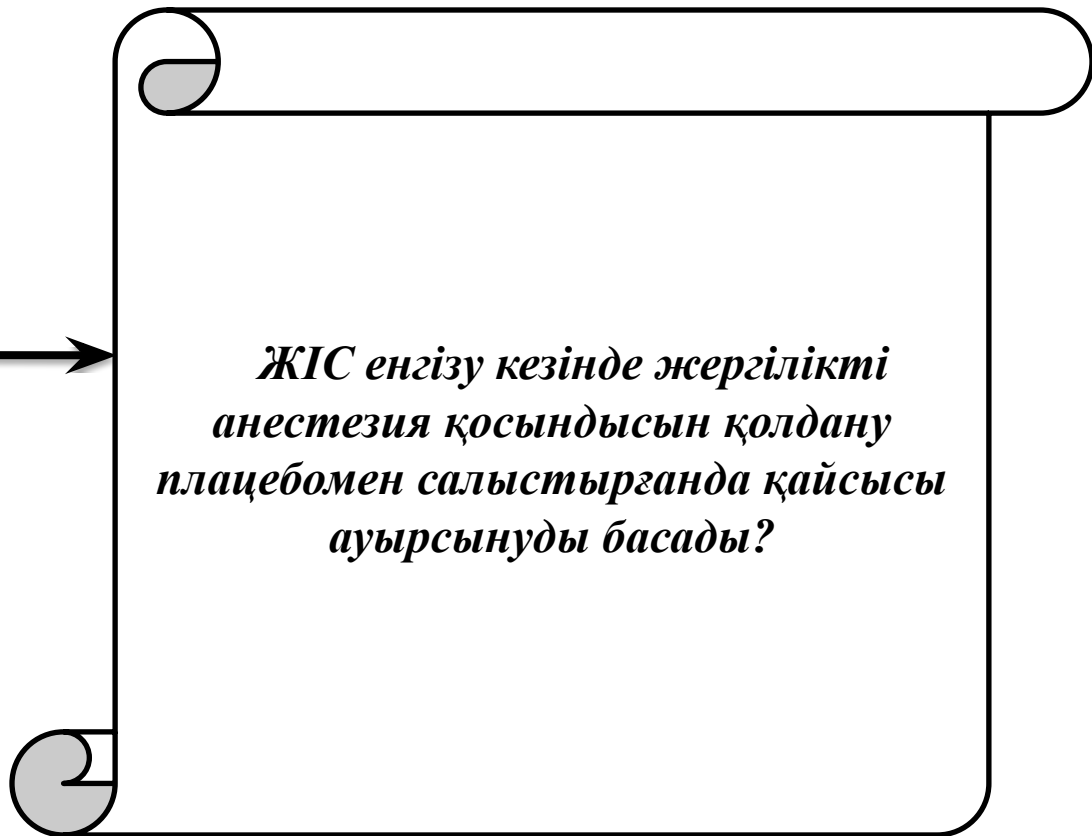 ЖІС енгізу кезінде жергілікті
анестезия қосындысын қолдану
плацебомен салыстырғанда қайсысы
ауырсынуды басады?